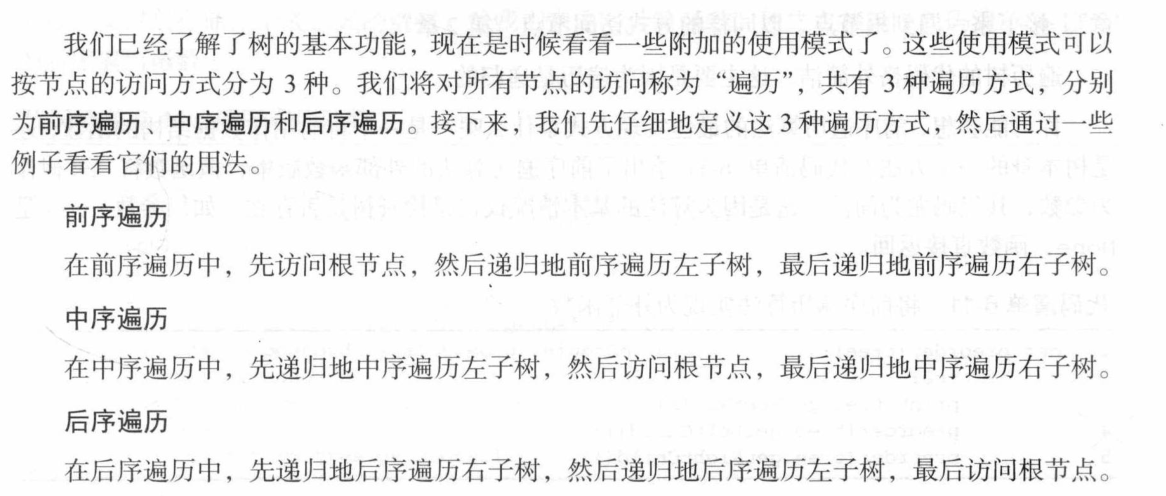 我们已经了解了树的基本功能，现在是时候看看一些附加的使用模式了。这些使用模式可以
按节点的访问方式分为 3 种。我们将对所有节点的访问称为“遍历”，共有 3 种遍历方式，分别
为前序遍历、中序遍历和后序遍历。接下来，我们先仔细地定义这 3 种遍历方式，然后通过一些
例子看看它们的用法。
前序遍历
在前序遍历中，先访问根节点，然后递归地前序遍历左子树，最后递归地前序遍历右子树。
中序遍历
在中序遍历中，先递归地中序遍历左子树，然后访问根节点，最后递归地中序遍历右子树。
后序遍历
在后序遍历中，先递归地后序遍历右子树，然后递归地后序遍历左子树，最后访问根节点。